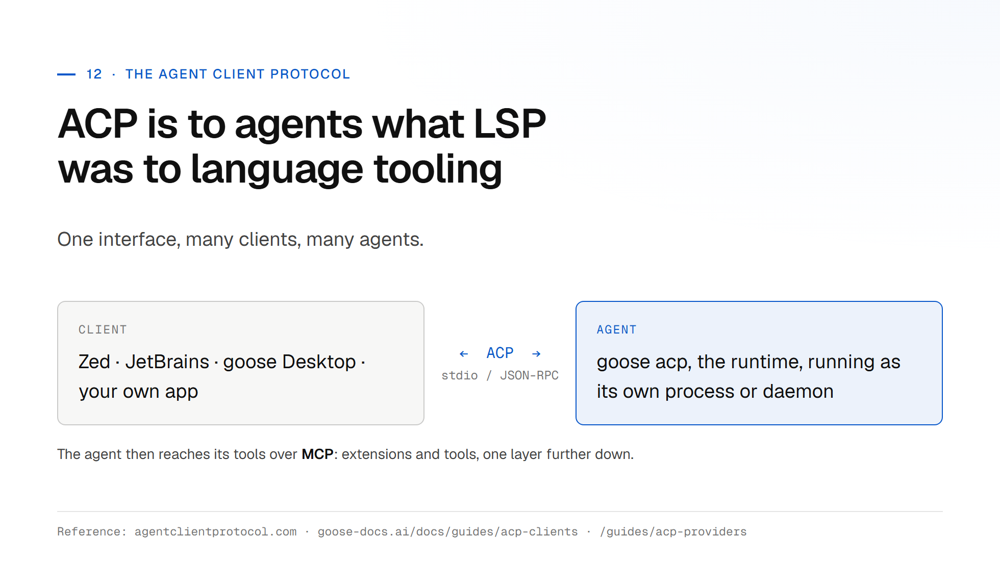 — 12 · THE AGENT CLIENT PROTOCOL
ACP is to agents what LSP
was to language tooling
One interface, many clients, many agents.
CLIENT
Zed · JetBrains · goose Desktop ·
your own app
← ACP →
stdio / JSON-RPC
AGENT
goose acp, the runtime, running as
its own process or daemon
The agent then reaches its tools over MCP: extensions and tools, one layer further down.
Reference: agentclientprotocol.com · goose-docs.ai/docs/guides/acp-clients · /guides/acp-providers